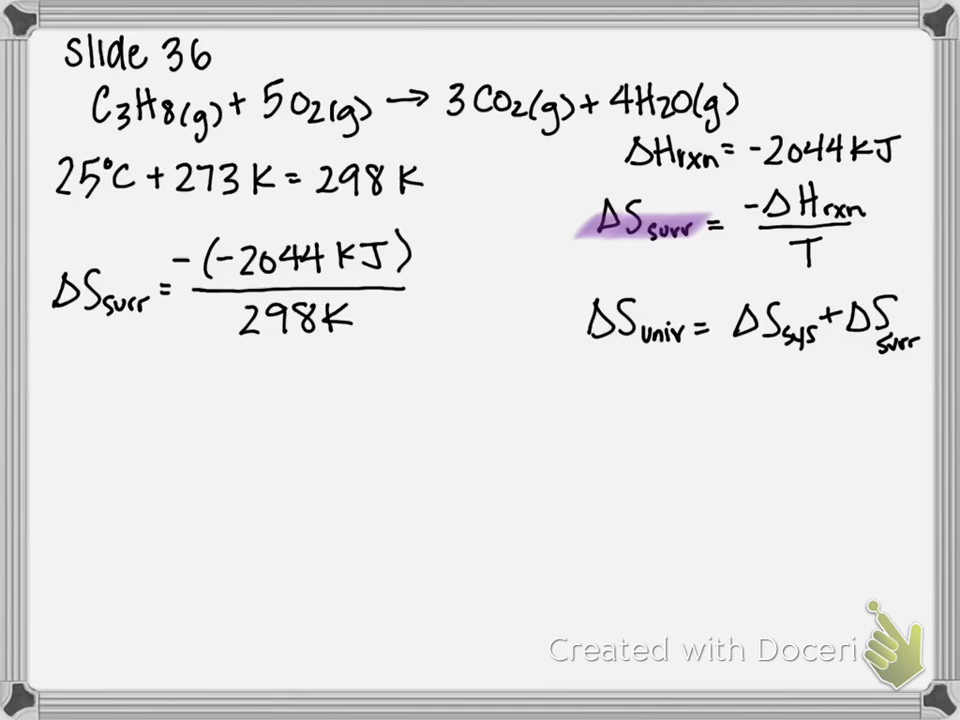 Slide 36
C₃H₈(g) + 5O₂(g) → 3CO₂(g) + 4H₂O(g)
ΔHrxn = -2044 KJ
25°C + 273 K = 298 K
ΔSsurr = -ΔHrxn / T
ΔSsurr = -(-2044 KJ) / 298K
ΔSuniv = ΔSsys + ΔSsurr
Created with Doceri